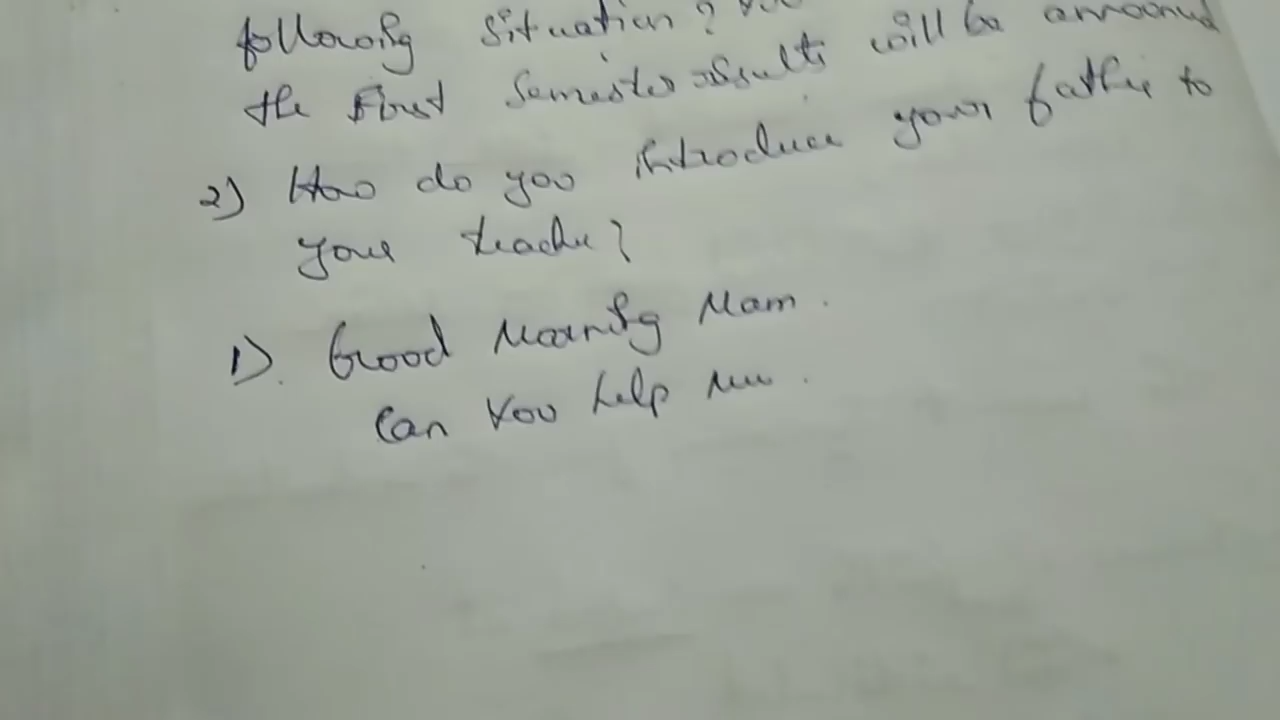 following situation?
the First Semester results will be announced
2) How do you introduce your father to
your teacher?
1). Good Morning Mam.
Can You help me.